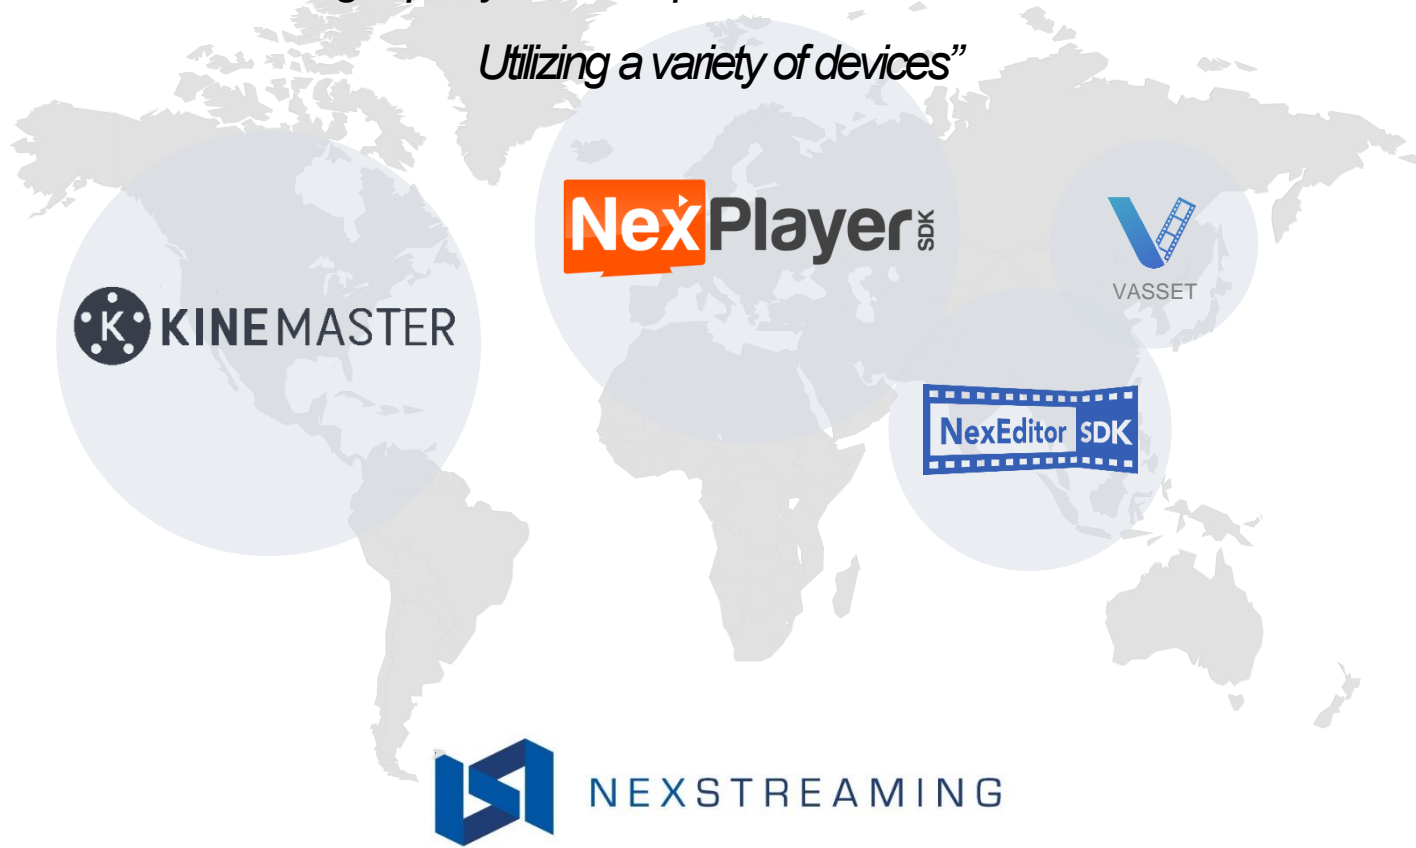 Utilizing a variety of devices”
NexPlayer SDK
VASSET
K KINEMASTER
NexEditor SDK
NEXSTREAMING